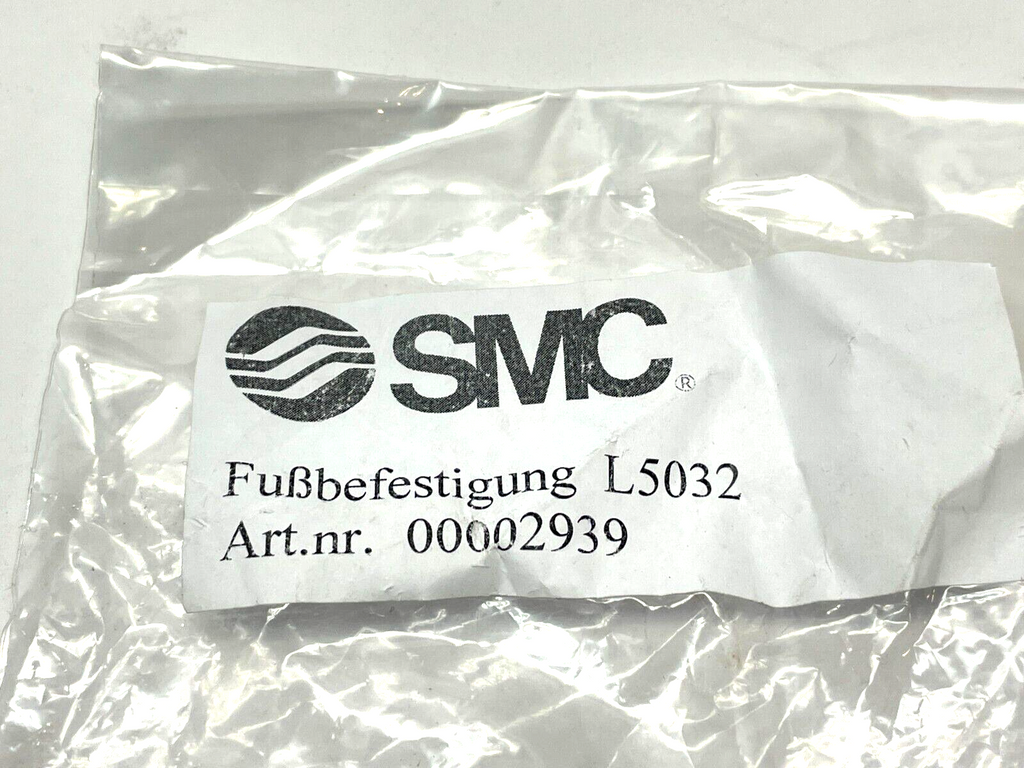 SMC®
Fußbefestigung L5032
Art.nr. 00002939